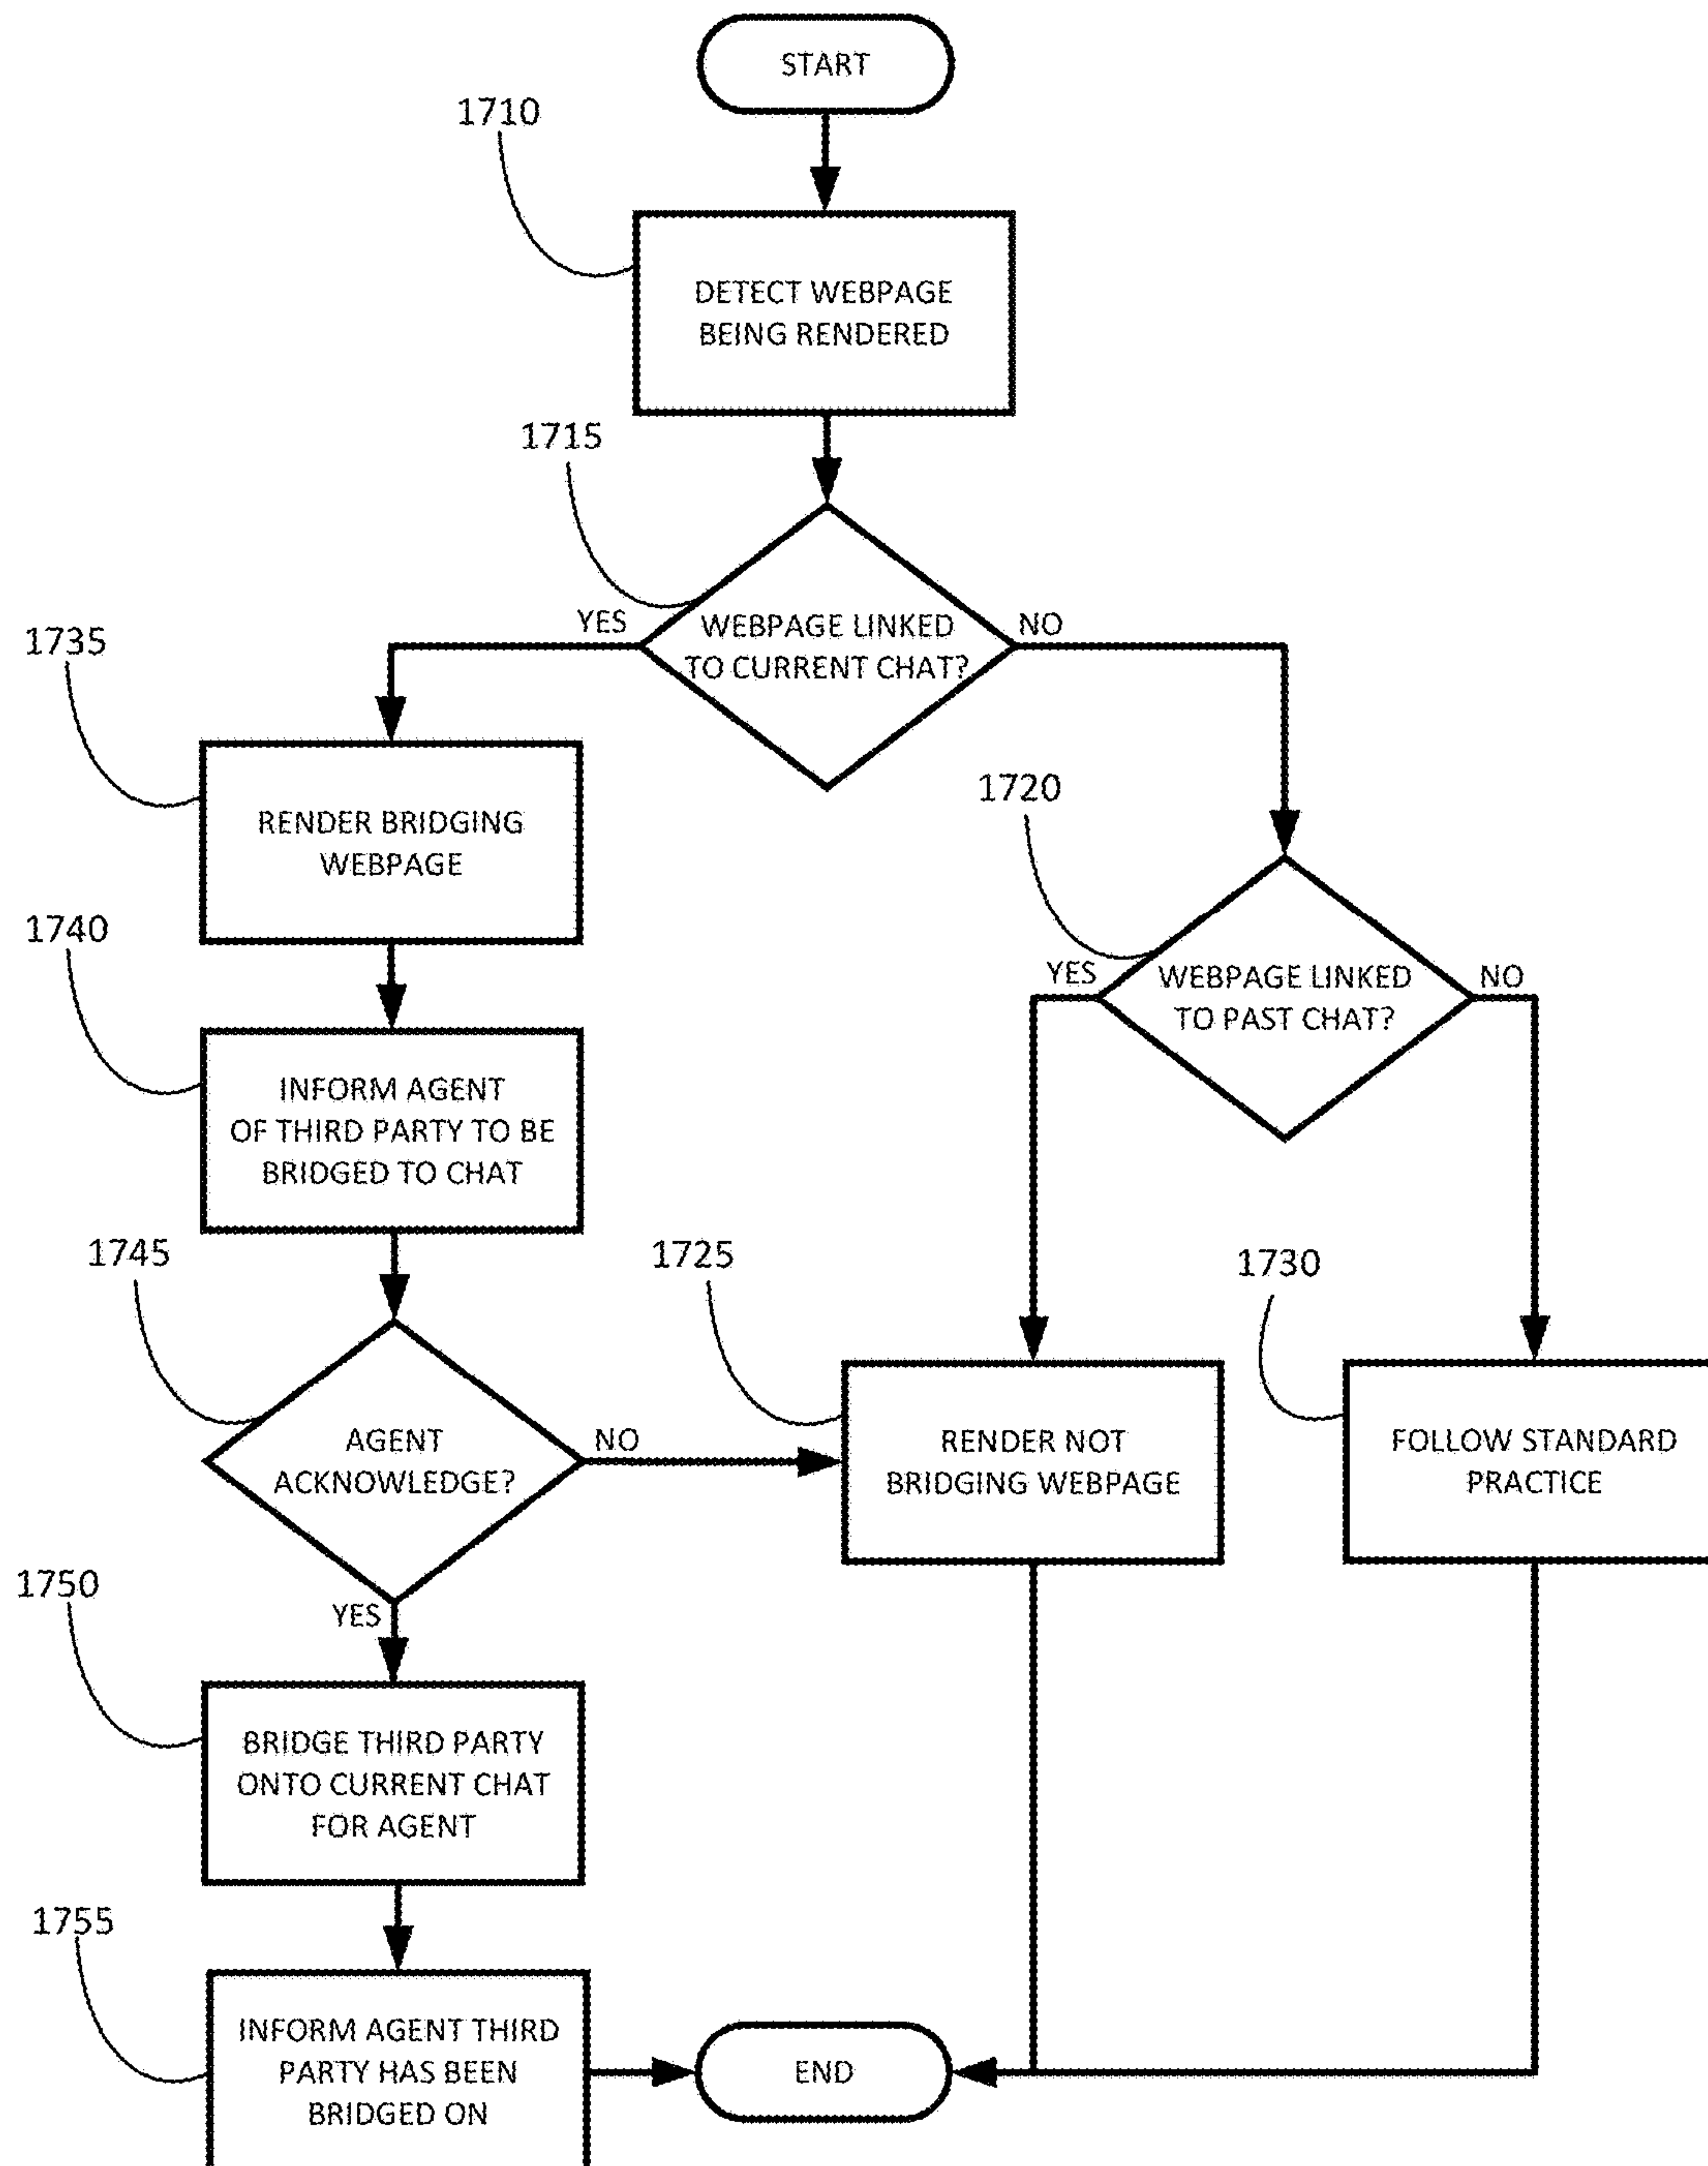 START
1710
DETECT WEBPAGE
BEING RENDERED
1715
YES
WEBPAGE LINKED
TO CURRENT CHAT?
NO
1735
RENDER BRIDGING
WEBPAGE
1720
YES
WEBPAGE LINKED
TO PAST CHAT?
NO
1740
INFORM AGENT
OF THIRD PARTY TO BE
BRIDGED TO CHAT
1745
AGENT
ACKNOWLEDGE?
NO
YES
1725
RENDER NOT
BRIDGING WEBPAGE
1730
FOLLOW STANDARD
PRACTICE
1750
BRIDGE THIRD PARTY
ONTO CURRENT CHAT
FOR AGENT
1755
INFORM AGENT THIRD
PARTY HAS BEEN
BRIDGED ON
END